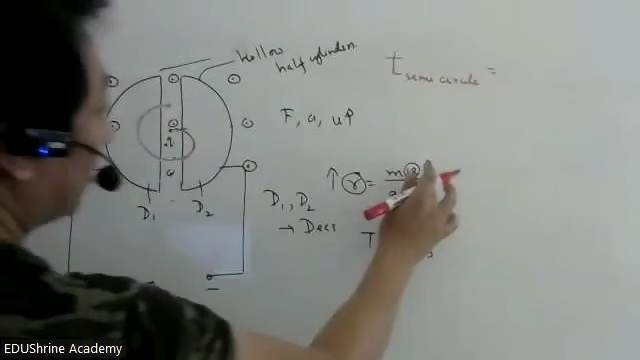 hollow
half cylinder
t semi circle =
F, a, u↑
↑ r = m
D₁ D₂
D₁, D₂
→ Dees
T
EDUShrine Academy